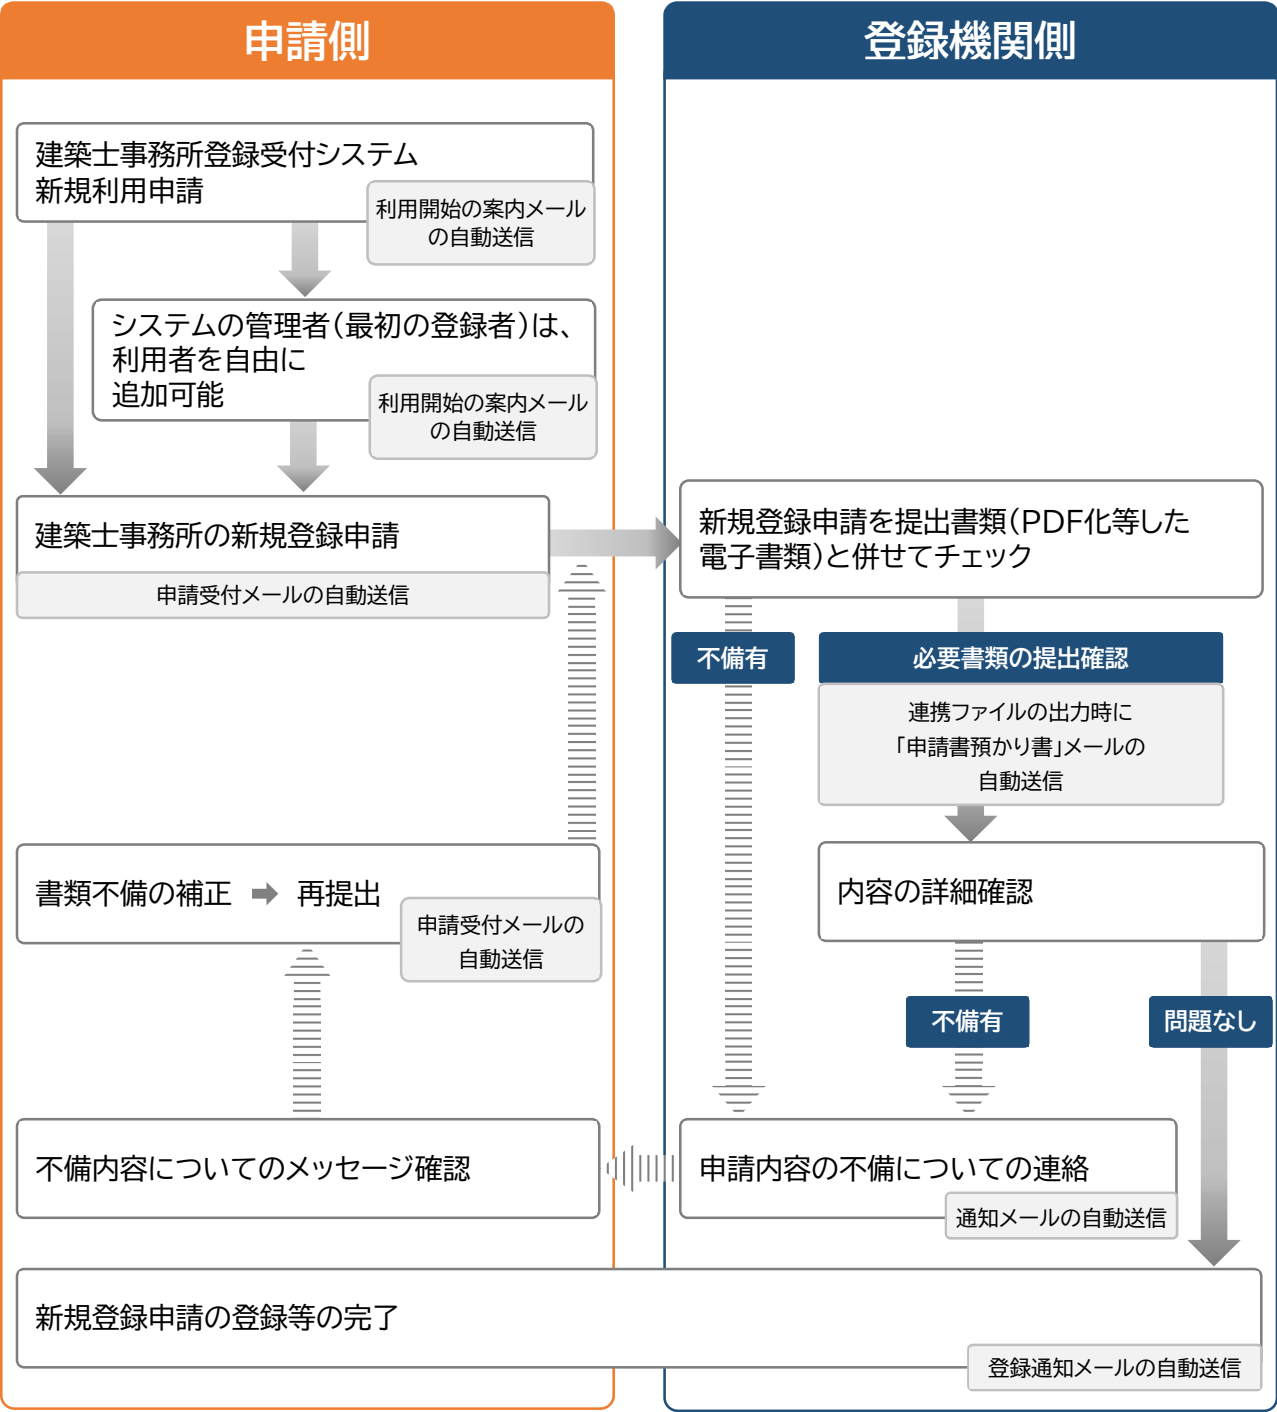 申請側
登録機関側
建築士事務所登録受付システム
新規利用申請
利用開始の案内メール
の自動送信
システムの管理者（最初の登録者）は、
利用者を自由に
追加可能
利用開始の案内メール
の自動送信
建築士事務所の新規登録申請
申請受付メールの自動送信
新規登録申請を提出書類（PDF化等した
電子書類）と併せてチェック
不備有
必要書類の提出確認
連携ファイルの出力時に
「申請書預かり書」メールの
自動送信
書類不備の補正 ➡ 再提出
申請受付メールの
自動送信
内容の詳細確認
不備有
問題なし
不備内容についてのメッセージ確認
申請内容の不備についての連絡
通知メールの自動送信
新規登録申請の登録等の完了
登録通知メールの自動送信